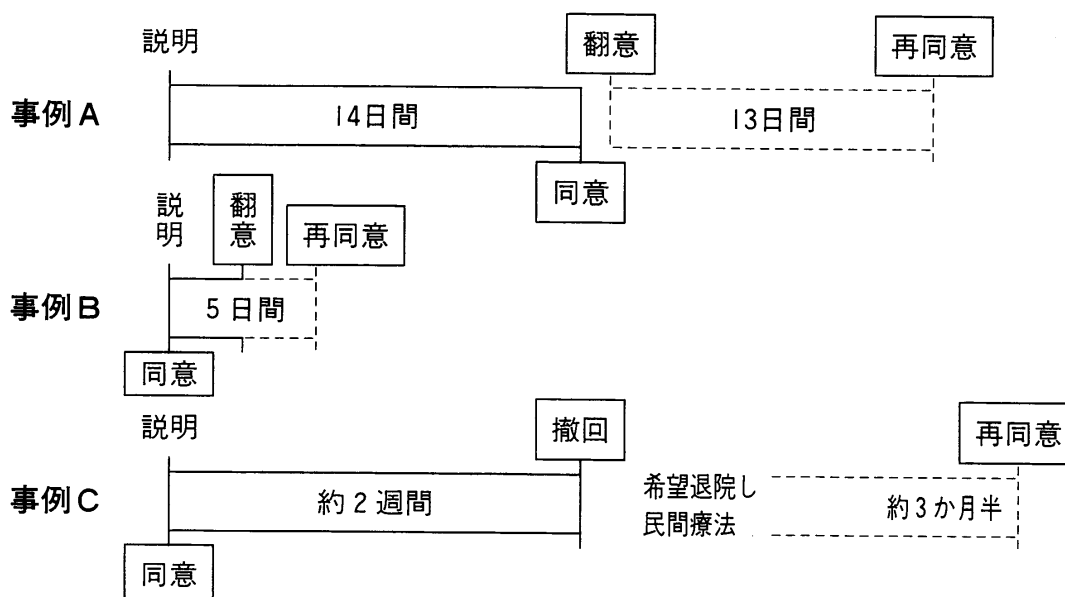 説明
翻意
再同意
事例A
14日間
13日間
同意
説明
翻意
再同意
事例B
5日間
同意
説明
撤回
再同意
事例C
約2週間
希望退院し
民間療法
約3か月半
同意